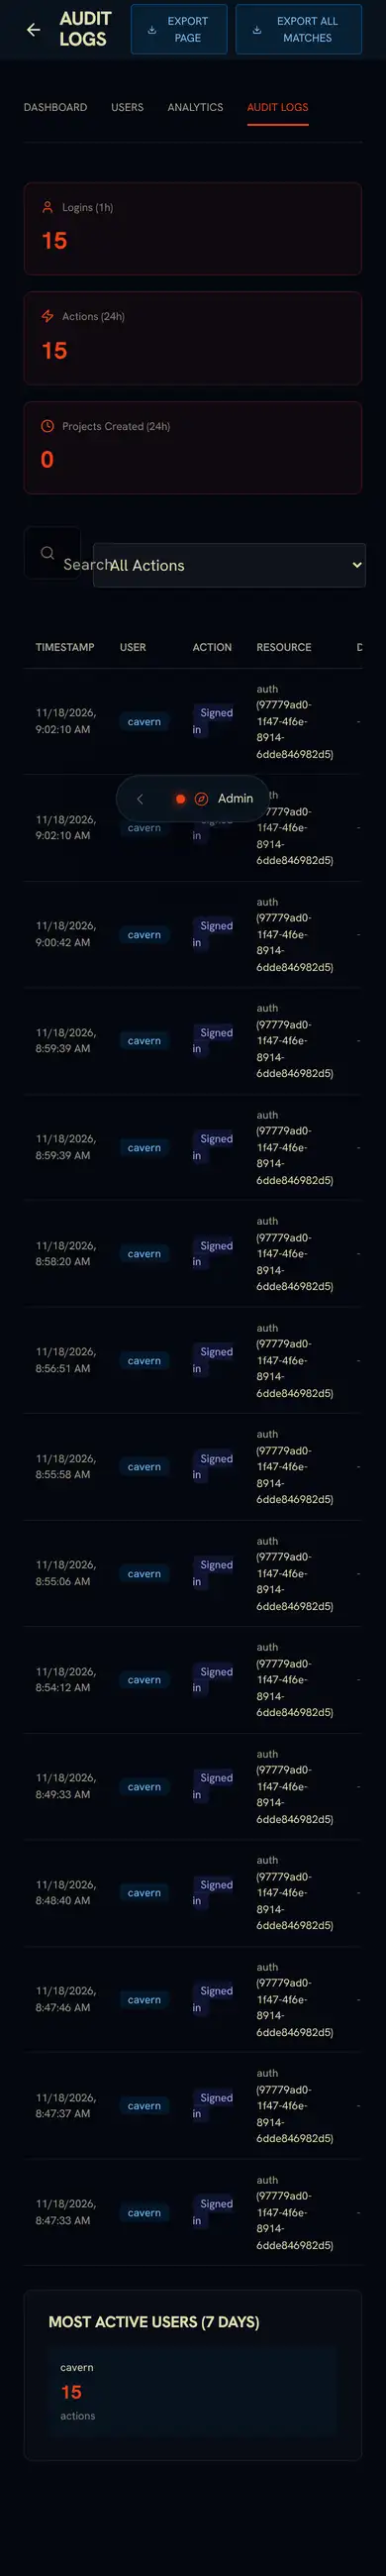 AUDIT
LOGS
EXPORT
PAGE
EXPORT ALL
MATCHES
DASHBOARD USERS ANALYTICS AUDIT LOGS
Logins (1h)
15
Actions (24h)
15
Projects Created (24h)
0
Search
All Actions
TIMESTAMP USER ACTION RESOURCE D
11/18/2026,
9:02:10 AM
cavern
Signed
in
auth
(97779ad0-
1f47-4f6e-
8914-
6dde846982d5)
-
Admin
11/18/2026,
9:02:10 AM
cavern
Signed
in
auth
(97779ad0-
1f47-4f6e-
8914-
6dde846982d5)
-
11/18/2026,
9:00:42 AM
cavern
Signed
in
auth
(97779ad0-
1f47-4f6e-
8914-
6dde846982d5)
-
11/18/2026,
8:59:39 AM
cavern
Signed
in
auth
(97779ad0-
1f47-4f6e-
8914-
6dde846982d5)
-
11/18/2026,
8:59:39 AM
cavern
Signed
in
auth
(97779ad0-
1f47-4f6e-
8914-
6dde846982d5)
-
11/18/2026,
8:58:20 AM
cavern
Signed
in
auth
(97779ad0-
1f47-4f6e-
8914-
6dde846982d5)
-
11/18/2026,
8:56:51 AM
cavern
Signed
in
auth
(97779ad0-
1f47-4f6e-
8914-
6dde846982d5)
-
11/18/2026,
8:55:58 AM
cavern
Signed
in
auth
(97779ad0-
1f47-4f6e-
8914-
6dde846982d5)
-
11/18/2026,
8:55:06 AM
cavern
Signed
in
auth
(97779ad0-
1f47-4f6e-
8914-
6dde846982d5)
-
11/18/2026,
8:54:12 AM
cavern
Signed
in
auth
(97779ad0-
1f47-4f6e-
8914-
6dde846982d5)
-
11/18/2026,
8:49:33 AM
cavern
Signed
in
auth
(97779ad0-
1f47-4f6e-
8914-
6dde846982d5)
-
11/18/2026,
8:48:40 AM
cavern
Signed
in
auth
(97779ad0-
1f47-4f6e-
8914-
6dde846982d5)
-
11/18/2026,
8:47:46 AM
cavern
Signed
in
auth
(97779ad0-
1f47-4f6e-
8914-
6dde846982d5)
-
11/18/2026,
8:47:37 AM
cavern
Signed
in
auth
(97779ad0-
1f47-4f6e-
8914-
6dde846982d5)
-
11/18/2026,
8:47:33 AM
cavern
Signed
in
auth
(97779ad0-
1f47-4f6e-
8914-
6dde846982d5)
-
MOST ACTIVE USERS (7 DAYS)
cavern
15
actions